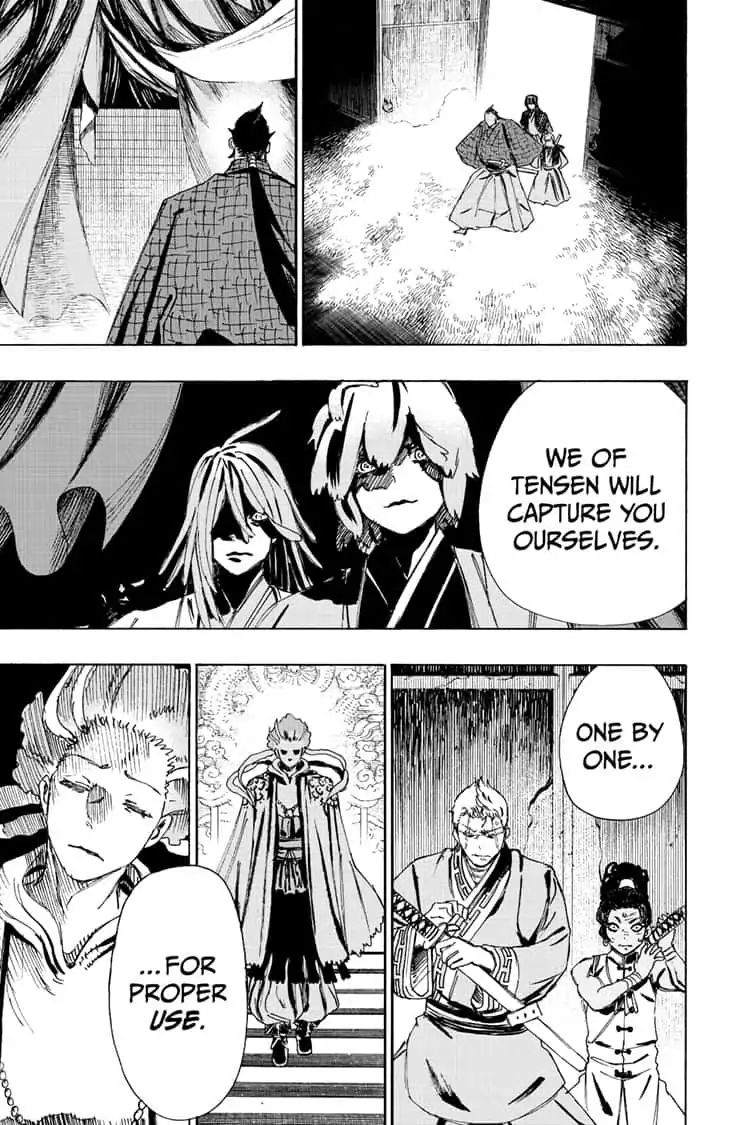 WE OF
TENSEN WILL
CAPTURE YOU
OURSELVES.
ONE BY
ONE...
...FOR
PROPER
USE.